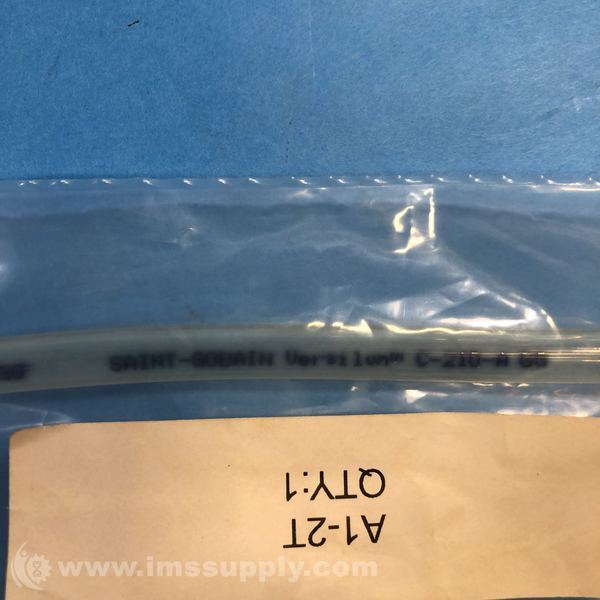 SAINT-GOBAIN Versilon™ C-210-A
A1-2T
QTY:1
www.imssupply.com